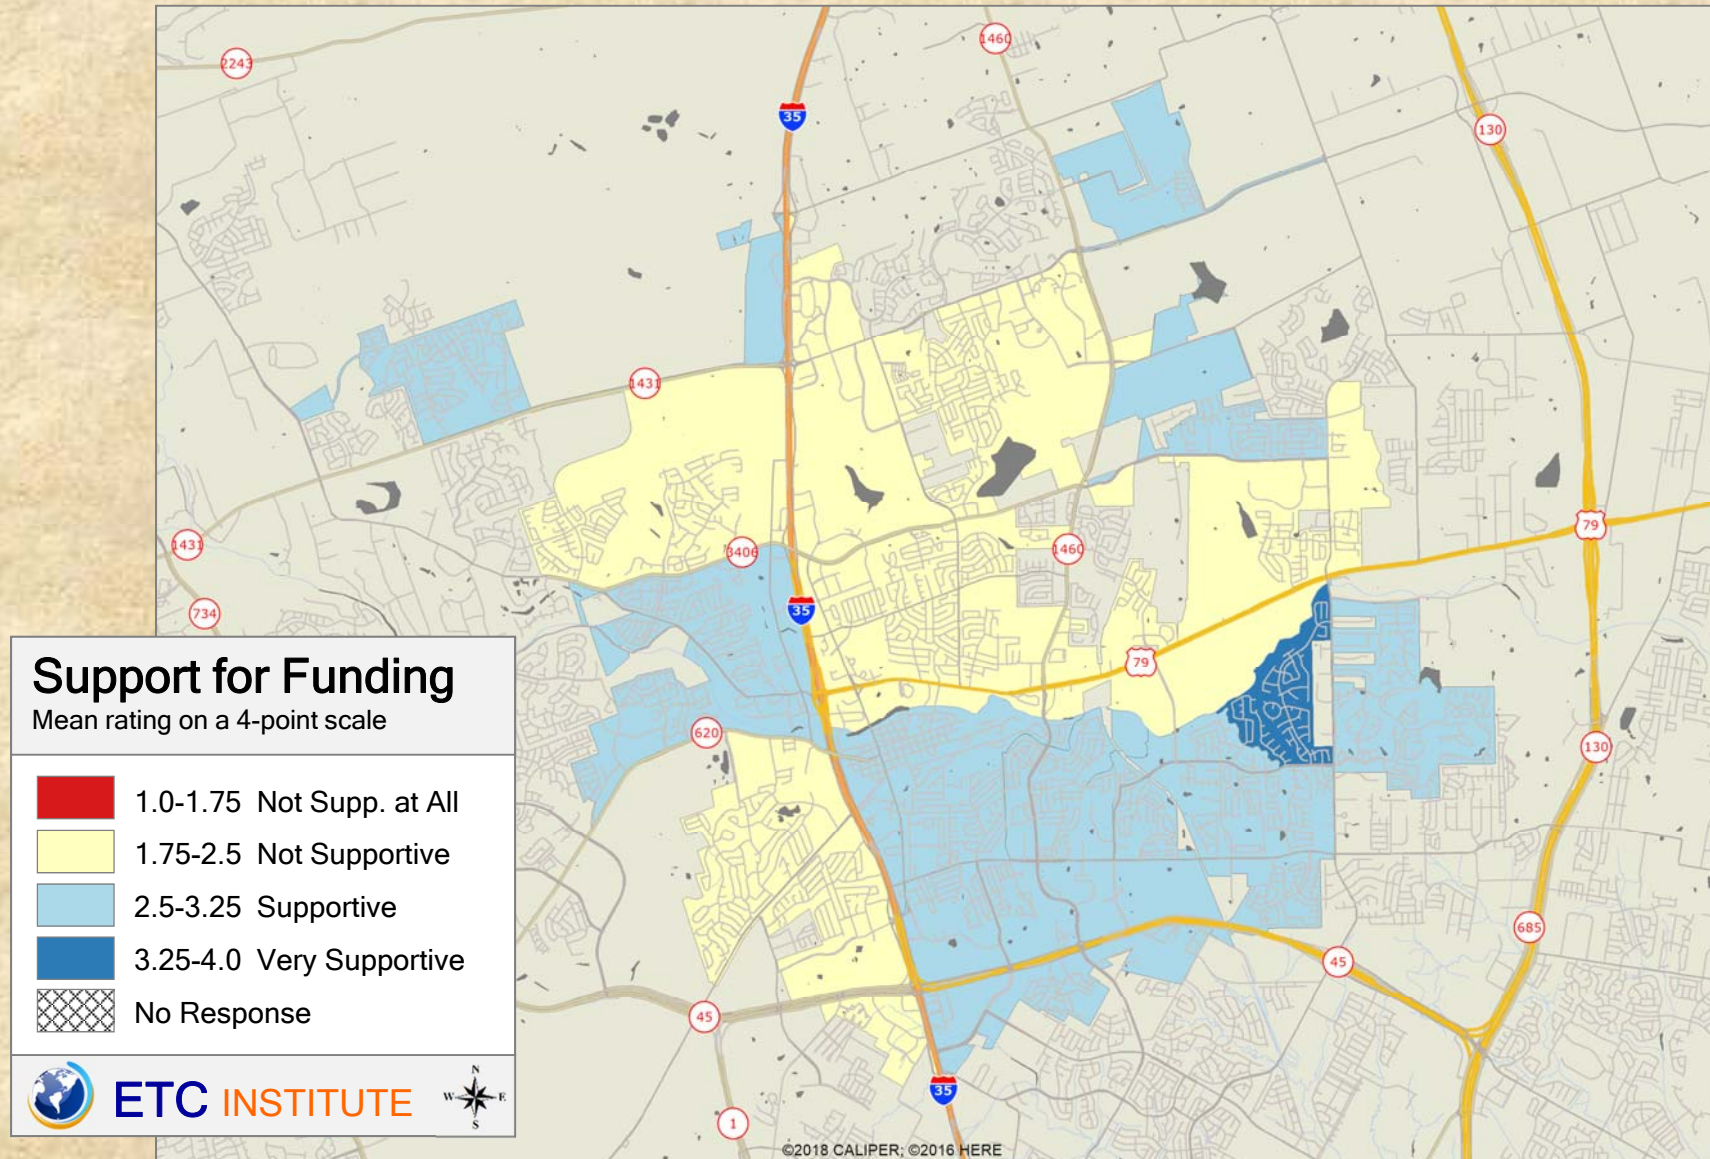 2243
1460
35
130
1431
1431
3406
1460
79
734
35
79
620
130
685
45
45
35
1
Support for Funding
Mean rating on a 4-point scale
1.0-1.75 Not Supp. at All
1.75-2.5 Not Supportive
2.5-3.25 Supportive
3.25-4.0 Very Supportive
No Response
ETC INSTITUTE
N
W E
S
©2018 CALIPER; ©2016 HERE